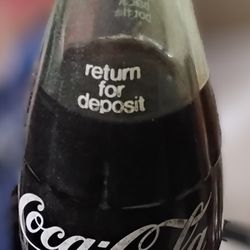 return
for
deposit
Coca-Cola